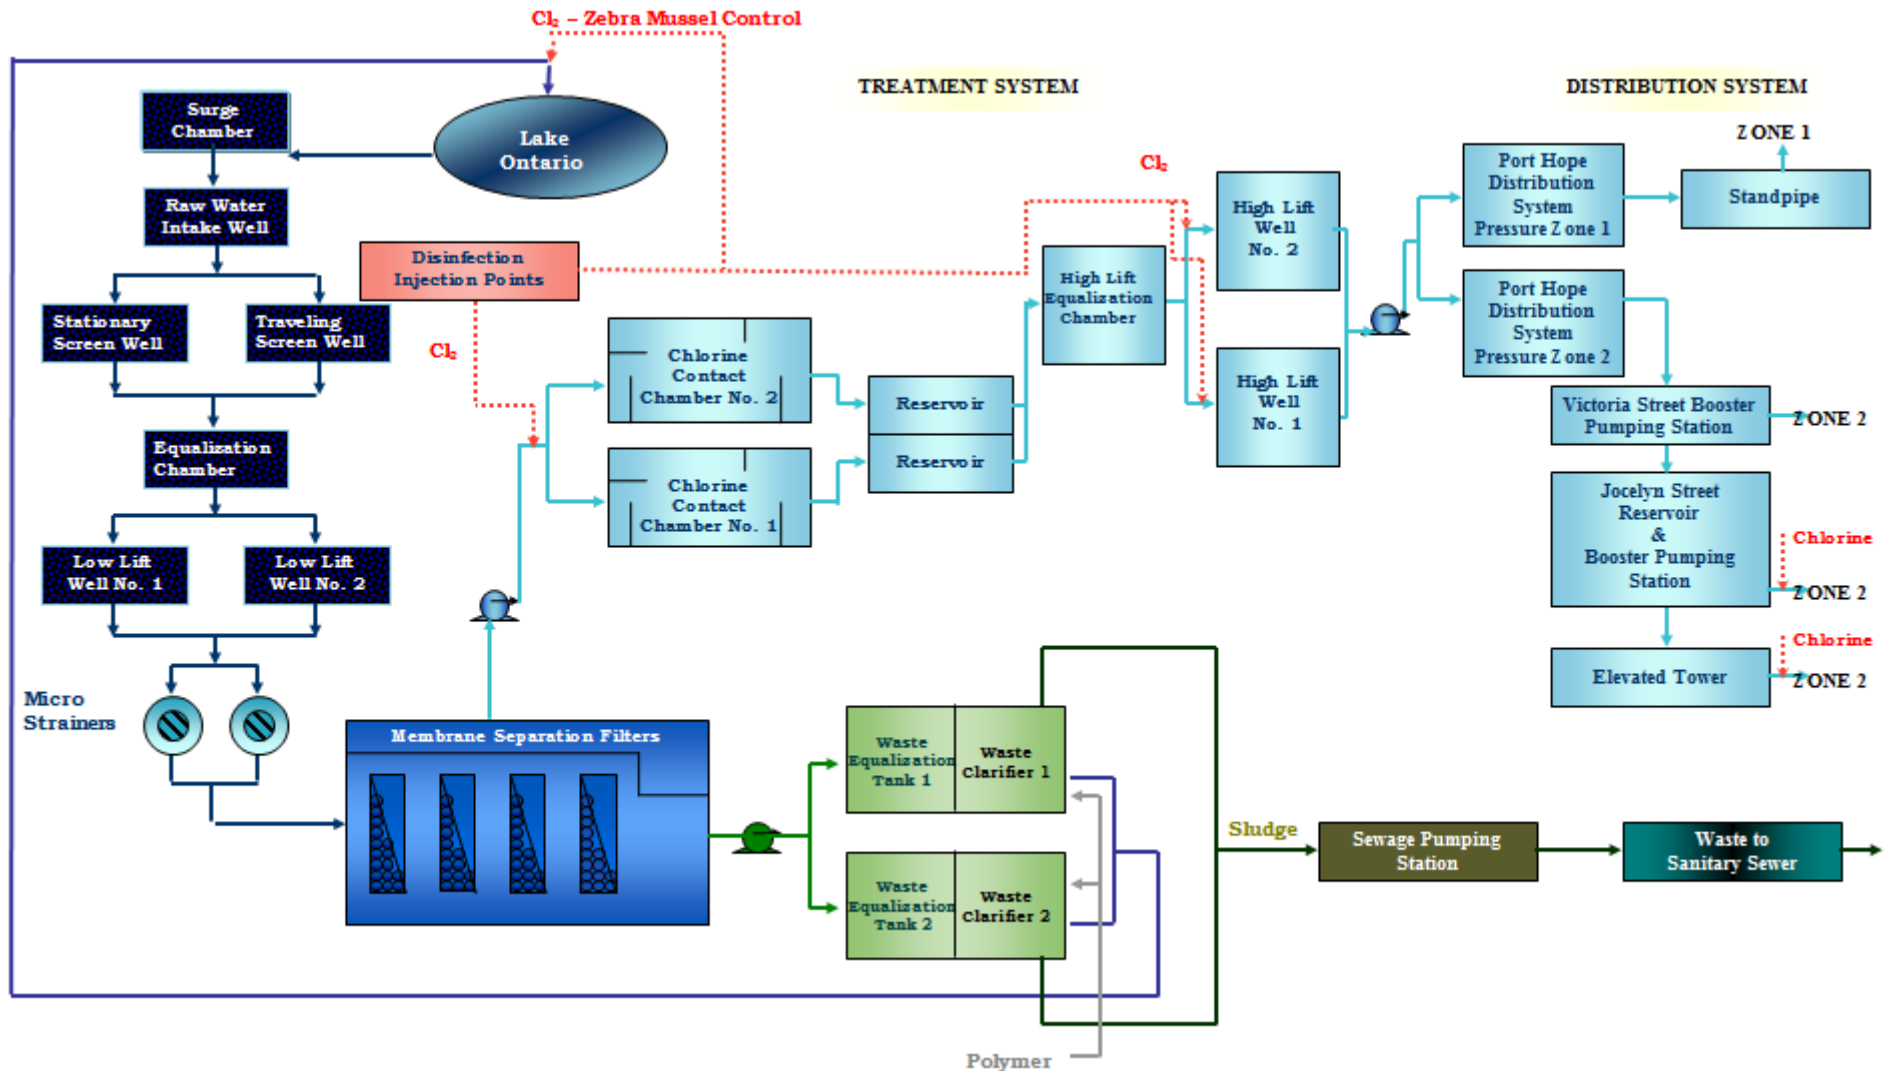 Cl₂ – Zebra Mussel Control
TREATMENT SYSTEM
DISTRIBUTION SYSTEM
Surge
Chamber
Lake
Ontario
Raw Water
Intake Well
Disinfection
Injection Points
Stationary
Screen Well
Traveling
Screen Well
Cl₂
Equalization
Chamber
Low Lift
Well No. 1
Low Lift
Well No. 2
Micro
Strainers
Membrane Separation Filters
Chlorine
Contact
Chamber No. 2
Chlorine
Contact
Chamber No. 1
Reservoir
Reservoir
High Lift
Equalization
Chamber
Cl₂
High Lift
Well
No. 2
High Lift
Well
No. 1
Port Hope
Distribution
System
Pressure Zone 1
Standpipe
ZONE 1
Port Hope
Distribution
System
Pressure Zone 2
Victoria Street Booster
Pumping Station
ZONE 2
Jocelyn Street
Reservoir
&
Booster Pumping
Station
Chlorine
ZONE 2
Elevated Tower
Chlorine
ZONE 2
Waste
Equalization
Tank 1
Waste
Clarifier 1
Waste
Equalization
Tank 2
Waste
Clarifier 2
Polymer
Sludge
Sewage Pumping
Station
Waste to
Sanitary Sewer